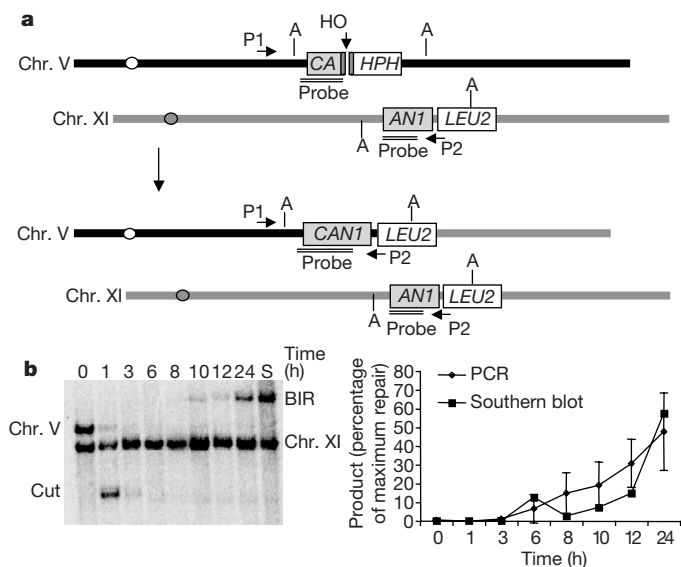 a
HO
P1 A A
Chr. V CA HPH
Probe A
Chr. XI AN1 LEU2
A Probe P2
P1 A A
Chr. V CAN1 LEU2
Probe P2 A
Chr. XI AN1 LEU2
A Probe P2
b
0 1 3 6 8 10 12 24 S Time (h)
BIR
Chr. V
Chr. XI
Cut
Product (percentage
of maximum repair)
80
70
60
50
40
30
20
10
0
PCR
Southern blot
0 1 3 6 8 10 12 24
Time (h)